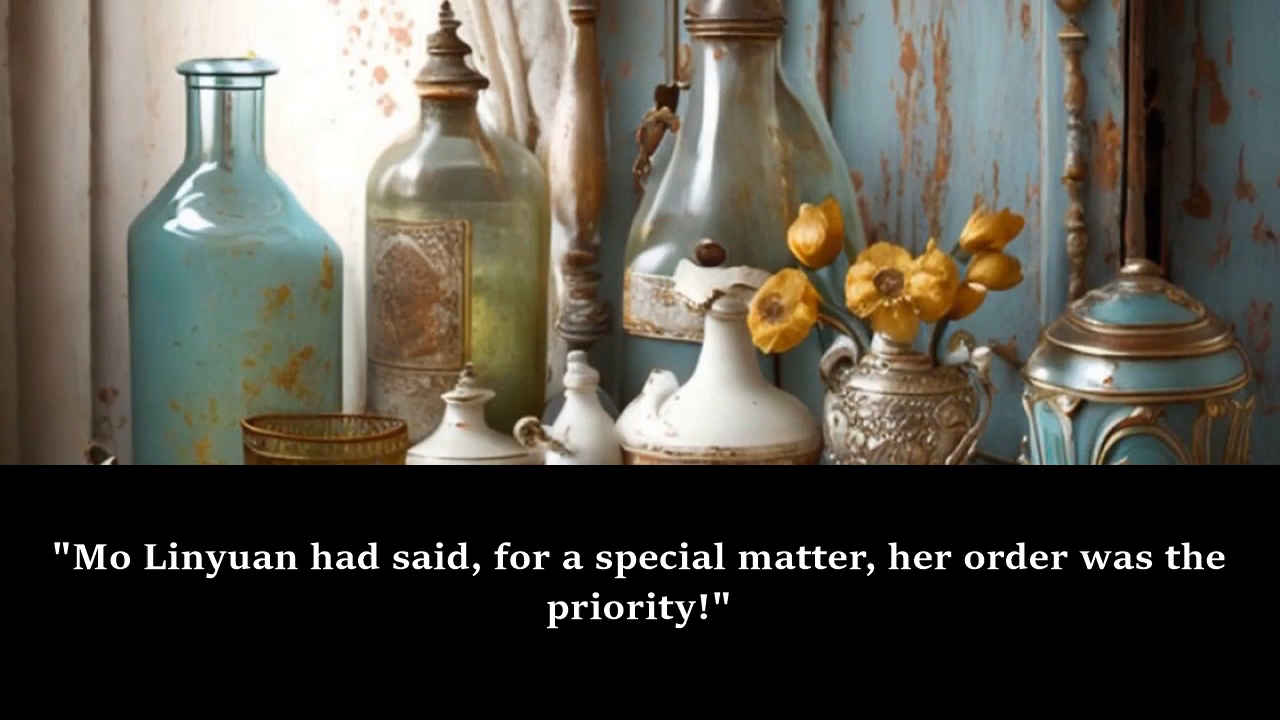 "Mo Linyuan had said, for a special matter, her order was the
priority!"